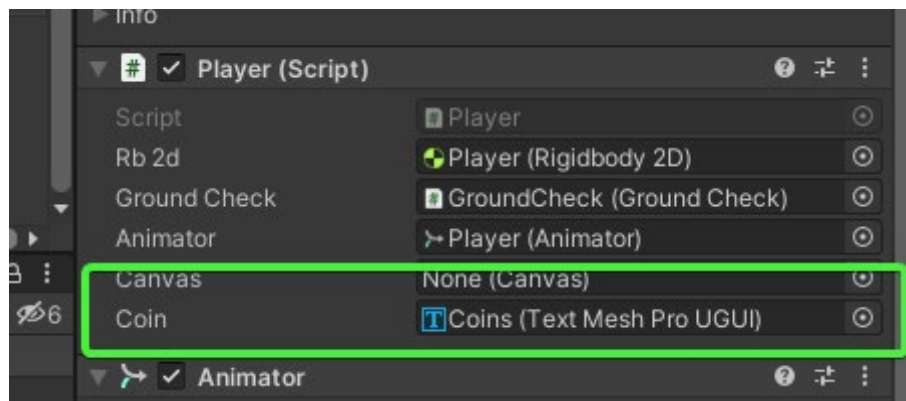 Info
Player (Script)
Script Player
Rb 2d Player (Rigidbody 2D)
Ground Check GroundCheck (Ground Check)
Animator Player (Animator)
Canvas None (Canvas)
6
Coin Coins (Text Mesh Pro UGUI)
Animator